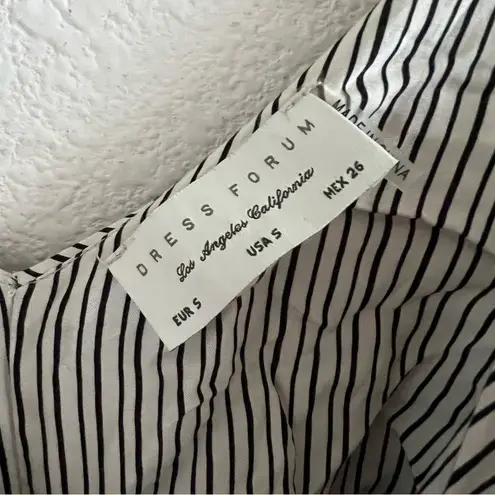 DRESS FORUM
Los Angeles California
EUR S USA S MEX 26
MADE IN